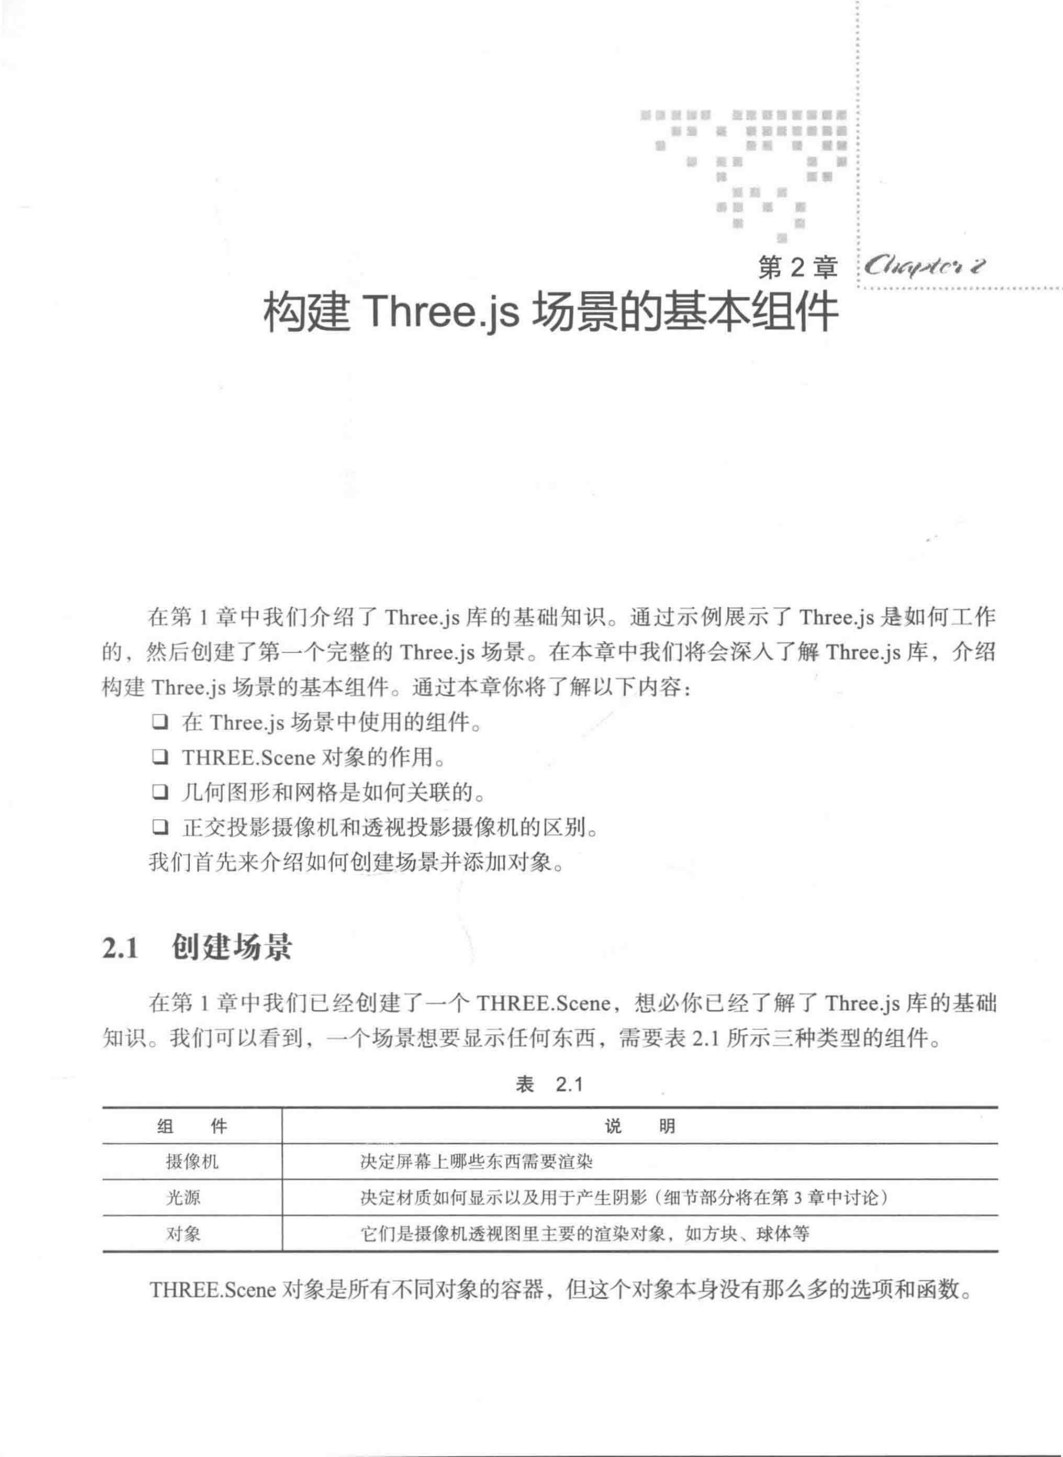 第 2 章
Chapter 2
构建 Three.js 场景的基本组件
在第 1 章中我们介绍了 Three.js 库的基础知识。通过示例展示了 Three.js 是如何工作
的，然后创建了第一个完整的 Three.js 场景。在本章中我们将会深入了解 Three.js 库，介绍
构建 Three.js 场景的基本组件。通过本章你将了解以下内容：
❑ 在 Three.js 场景中使用的组件。
❑ THREE.Scene 对象的作用。
❑ 几何图形和网格是如何关联的。
❑ 正交投影摄像机和透视投影摄像机的区别。
我们首先来介绍如何创建场景并添加对象。
2.1 创建场景
在第 1 章中我们已经创建了一个 THREE.Scene，想必你已经了解了 Three.js 库的基础
知识。我们可以看到，一个场景想要显示任何东西，需要表 2.1 所示三种类型的组件。
表 2.1
组 件 说 明
摄像机 决定屏幕上哪些东西需要渲染
光源 决定材质如何显示以及用于产生阴影（细节部分将在第 3 章中讨论）
对象 它们是摄像机透视图里主要的渲染对象，如方块、球体等
THREE.Scene 对象是所有不同对象的容器，但这个对象本身没有那么多的选项和函数。